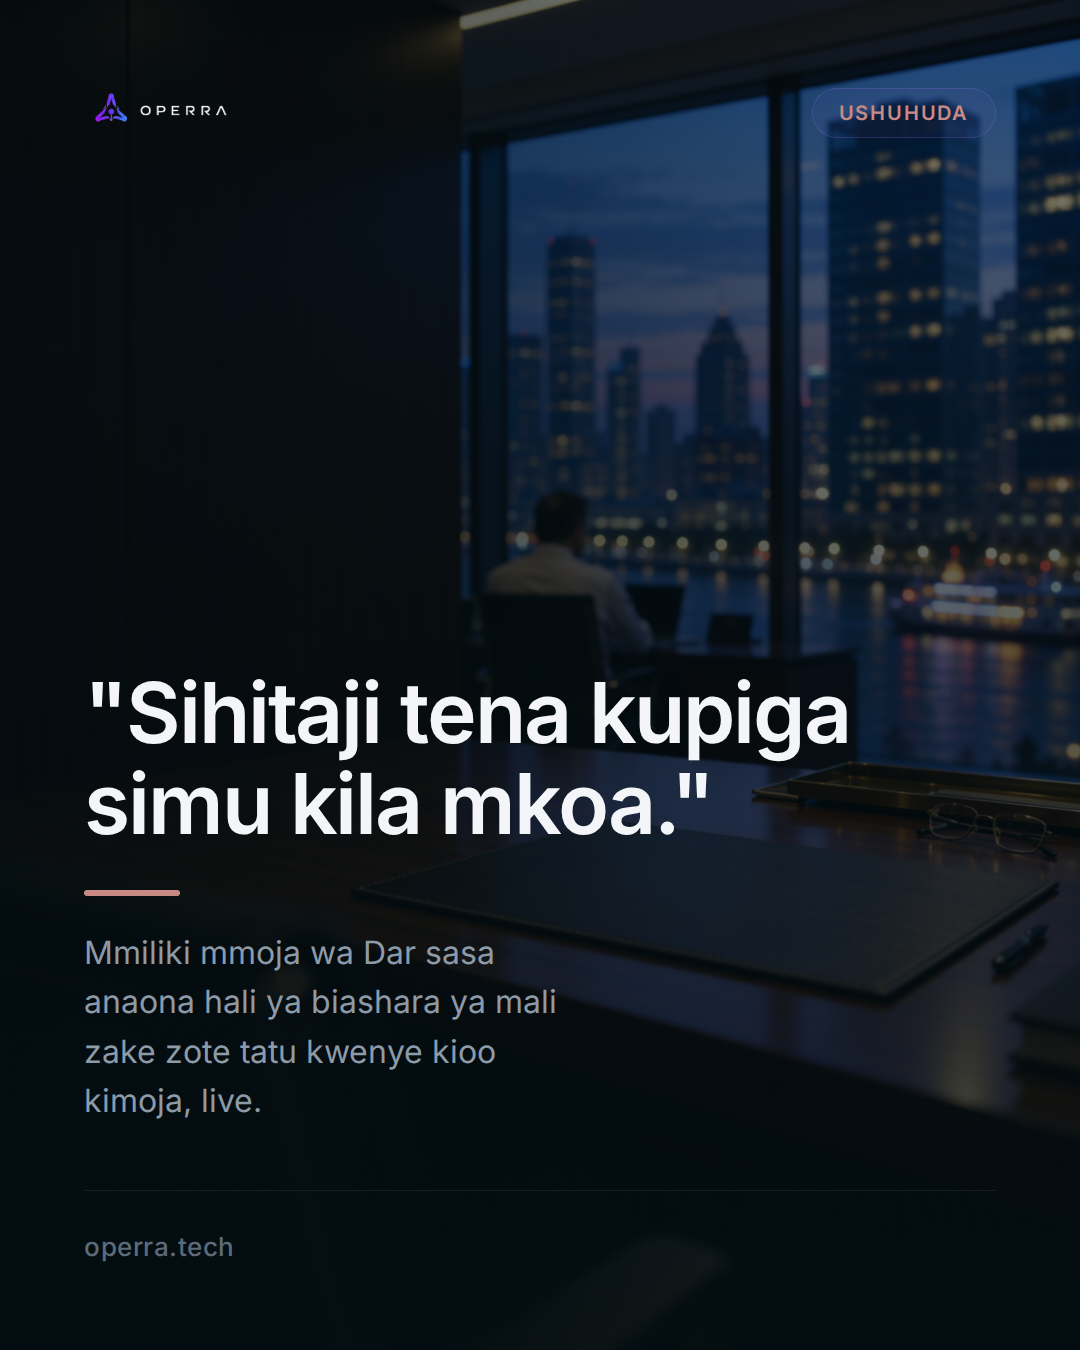 OPERRA
USHUHUDA
"Sihitaji tena kupiga
simu kila mkoa."
Mmiliki mmoja wa Dar sasa
anaona hali ya biashara ya mali
zake zote tatu kwenye kioo
kimoja, live.
operra.tech